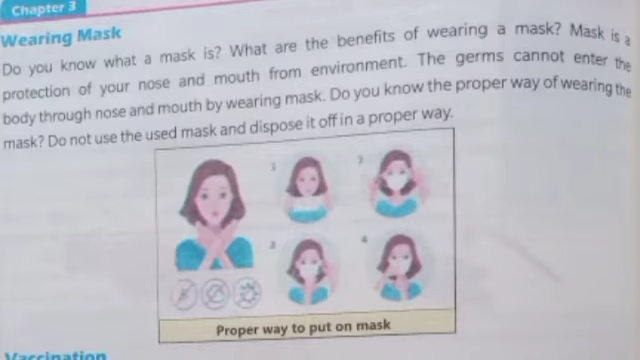 Chapter 3
Wearing Mask
Do you know what a mask is? What are the benefits of wearing a mask? Mask is a
protection of your nose and mouth from environment. The germs cannot enter the
body through nose and mouth by wearing mask. Do you know the proper way of wearing the
mask? Do not use the used mask and dispose it off in a proper way.
1
2
3
4
Proper way to put on mask
Vaccination